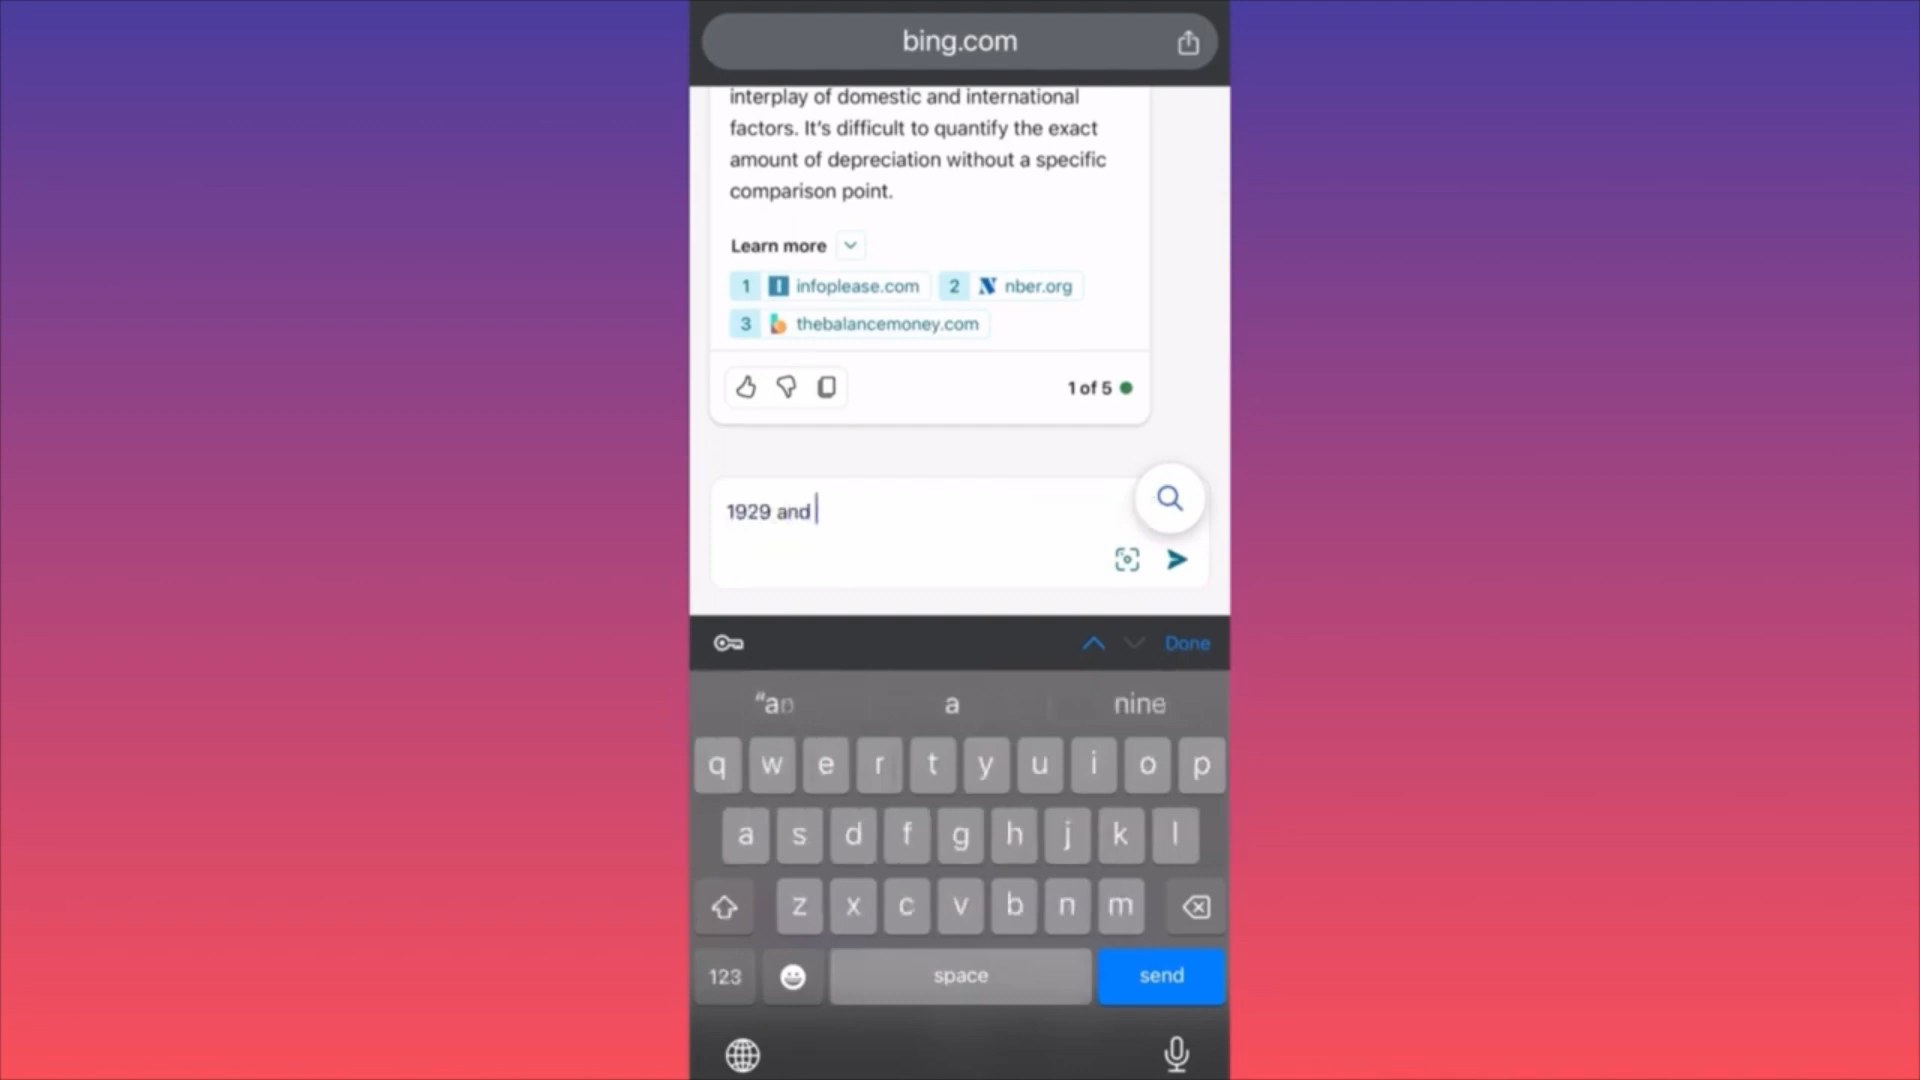 bing.com
interplay of domestic and international
factors. It's difficult to quantify the exact
amount of depreciation without a specific
comparison point.
Learn more
1 infoplease.com 2 nber.org
3 thebalancemoney.com
1 of 5
1929 and
Done
“an a nine
q w e r t y u i o p
a s d f g h j k l
z x c v b n m
123 space send